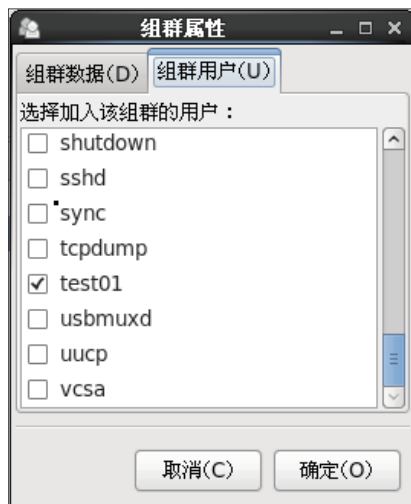 组群属性
组群数据(D) 组群用户(U)
选择加入该组群的用户：
shutdown
sshd
sync
tcpdump
test01
usbmuxd
uucp
vcsa
取消(C) 确定(O)